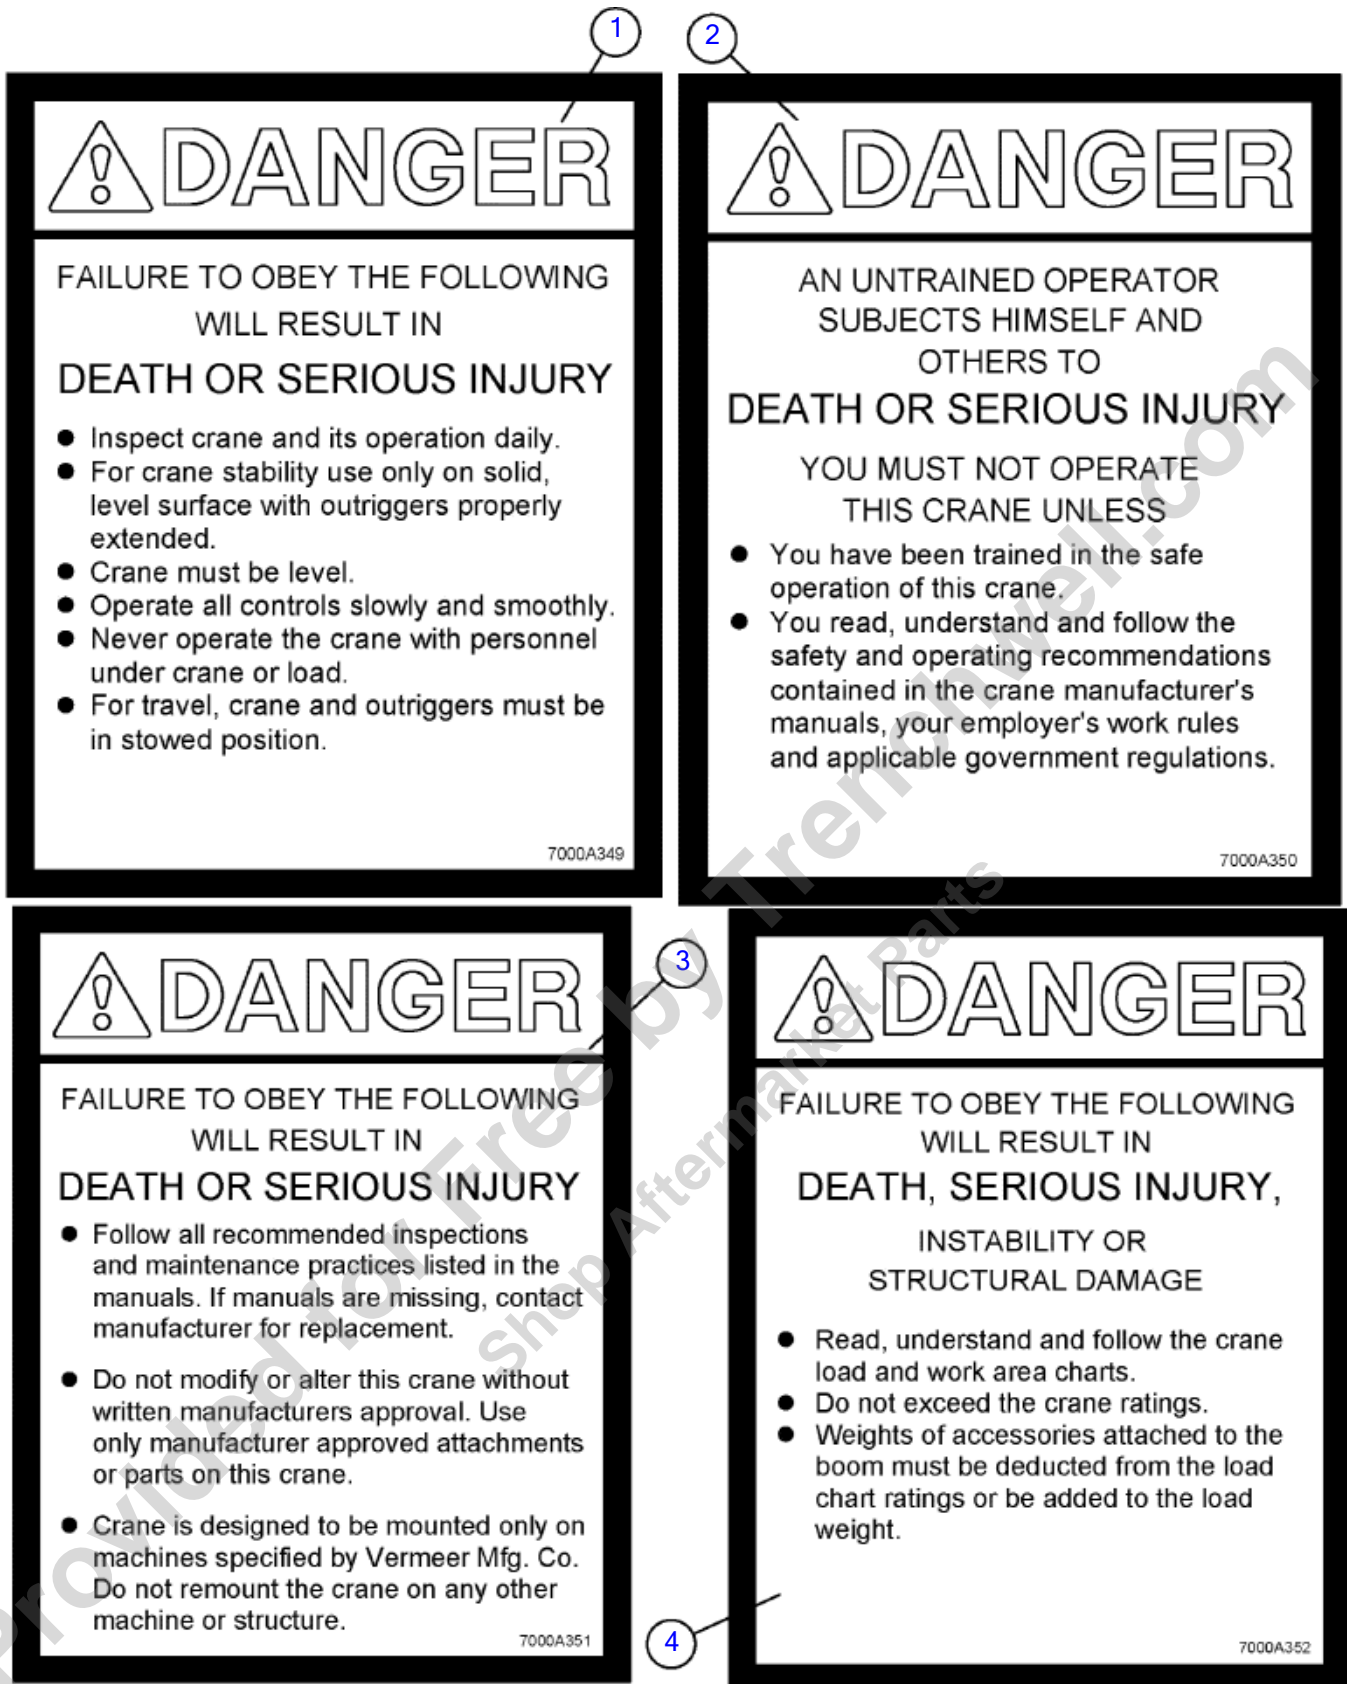 1
DANGER
FAILURE TO OBEY THE FOLLOWING
WILL RESULT IN
DEATH OR SERIOUS INJURY
● Inspect crane and its operation daily.
● For crane stability use only on solid,
level surface with outriggers properly
extended.
● Crane must be level.
● Operate all controls slowly and smoothly.
● Never operate the crane with personnel
under crane or load.
● For travel, crane and outriggers must be
in stowed position.
7000A349
2
DANGER
AN UNTRAINED OPERATOR
SUBJECTS HIMSELF AND
OTHERS TO
DEATH OR SERIOUS INJURY
YOU MUST NOT OPERATE
THIS CRANE UNLESS
● You have been trained in the safe
operation of this crane.
● You read, understand and follow the
safety and operating recommendations
contained in the crane manufacturer's
manuals, your employer's work rules
and applicable government regulations.
7000A350
3
DANGER
FAILURE TO OBEY THE FOLLOWING
WILL RESULT IN
DEATH OR SERIOUS INJURY
● Follow all recommended inspections
and maintenance practices listed in the
manuals. If manuals are missing, contact
manufacturer for replacement.
● Do not modify or alter this crane without
written manufacturers approval. Use
only manufacturer approved attachments
or parts on this crane.
● Crane is designed to be mounted only on
machines specified by Vermeer Mfg. Co.
Do not remount the crane on any other
machine or structure.
7000A351
4
DANGER
FAILURE TO OBEY THE FOLLOWING
WILL RESULT IN
DEATH, SERIOUS INJURY,
INSTABILITY OR
STRUCTURAL DAMAGE
● Read, understand and follow the crane
load and work area charts.
● Do not exceed the crane ratings.
● Weights of accessories attached to the
boom must be deducted from the load
chart ratings or be added to the load
weight.
7000A352
Provided for Free by Trenchwell.com
Shop Aftermarket Parts